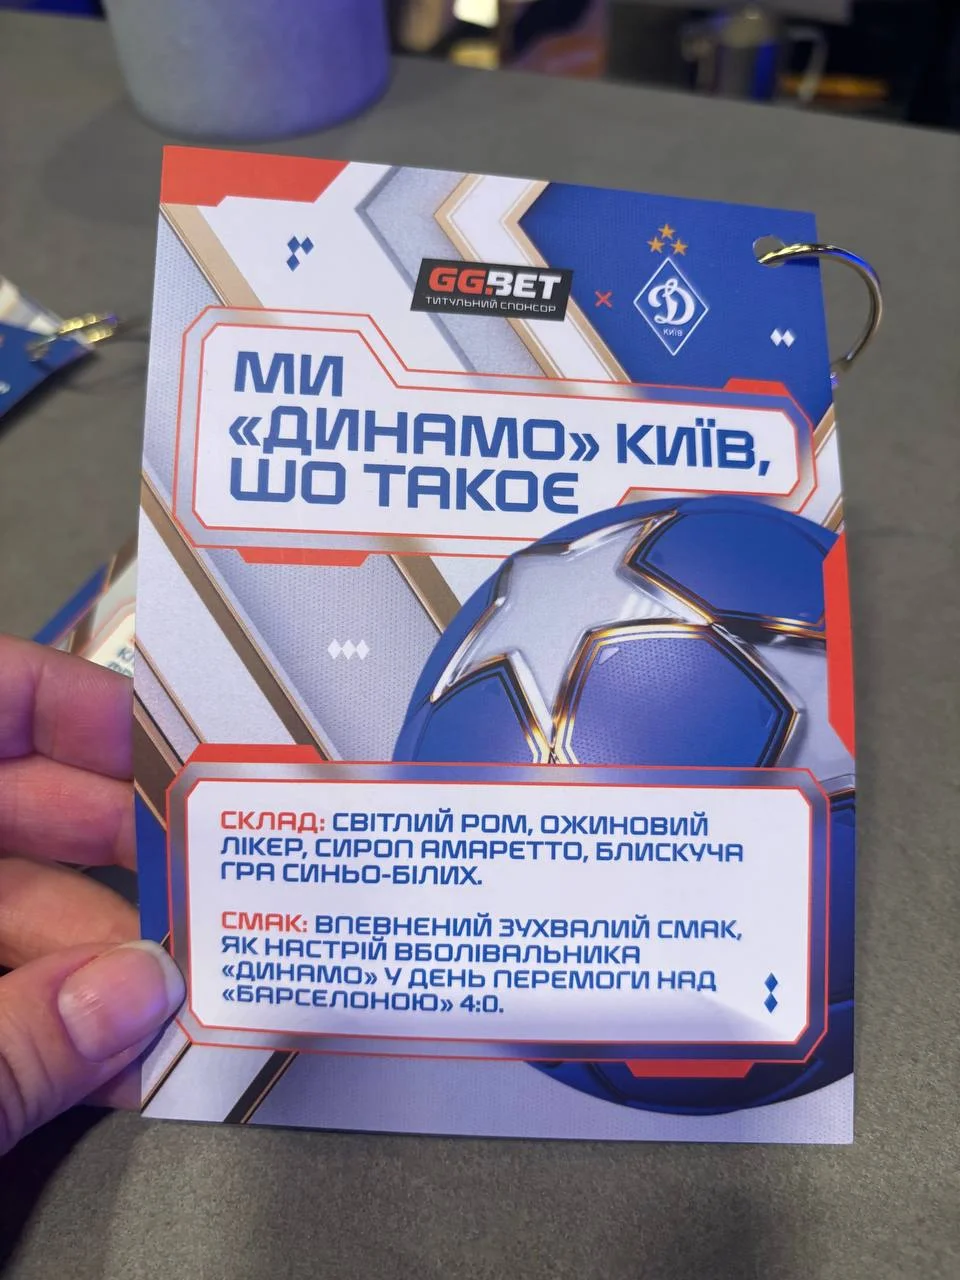 GG.BET
ТИТУЛЬНИЙ СПОНСОР
×
Д
КИЇВ
МИ
«ДИНАМО» КИЇВ,
ШО ТАКОЄ
СКЛАД: СВІТЛИЙ РОМ, ОЖИНОВИЙ
ЛІКЕР, СИРОП АМАРЕТТО, БЛИСКУЧА
ГРА СИНЬО-БІЛИХ.
СМАК: ВПЕВНЕНИЙ ЗУХВАЛИЙ СМАК,
ЯК НАСТРІЙ ВБОЛІВАЛЬНИКА
«ДИНАМО» У ДЕНЬ ПЕРЕМОГИ НАД
«БАРСЕЛОНОЮ» 4:0.